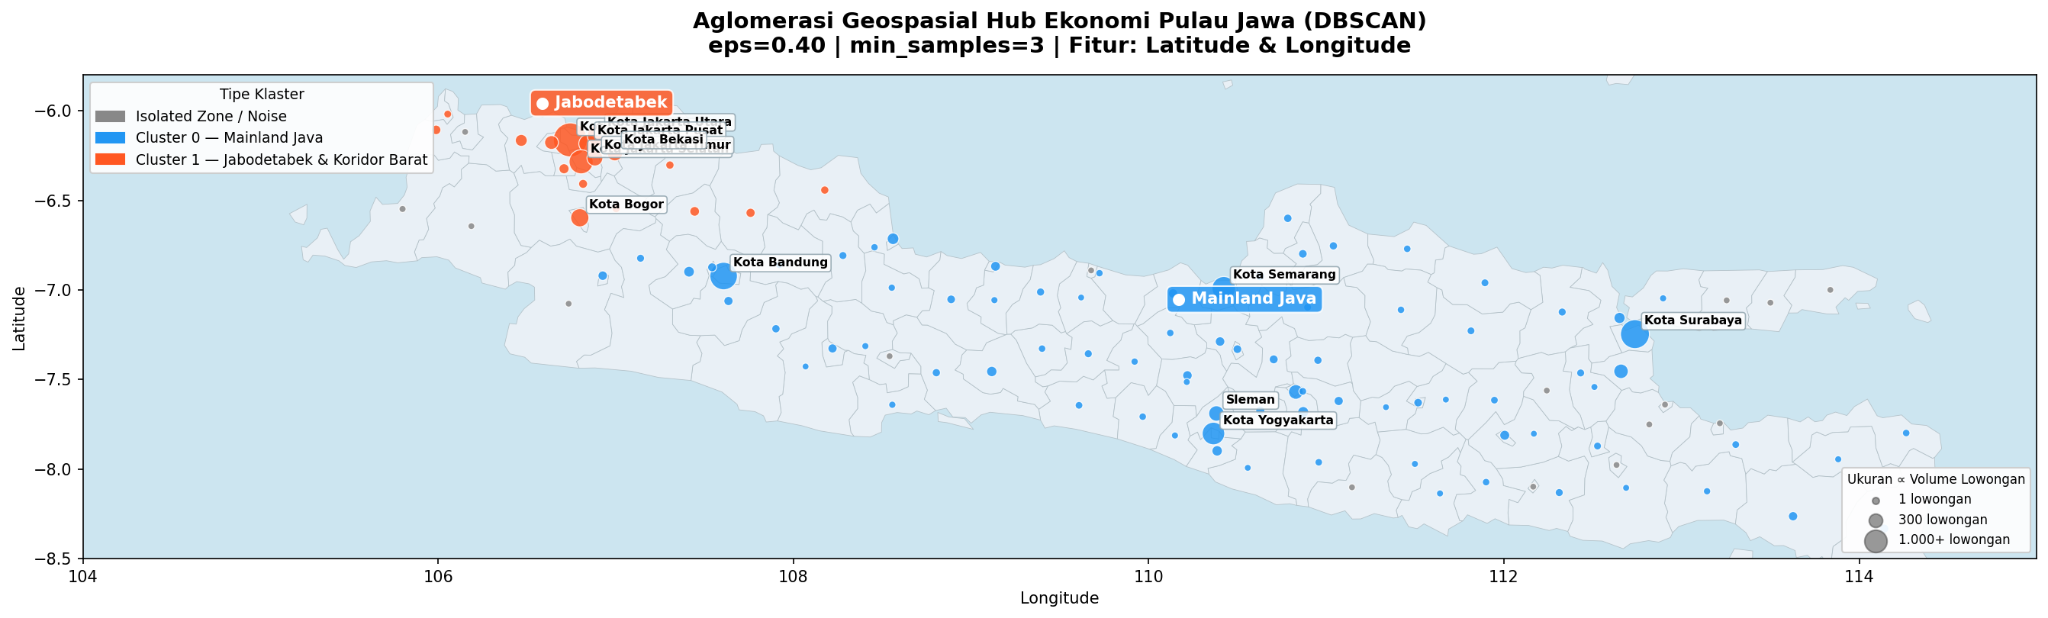 Aglomerasi Geospasial Hub Ekonomi Pulau Jawa (DBSCAN)
eps=0.40 | min_samples=3 | Fitur: Latitude & Longitude
Tipe Klaster
Isolated Zone / Noise
Cluster 0 — Mainland Java
Cluster 1 — Jabodetabek & Koridor Barat
Jabodetabek
Kota Jakarta Utara
Kota Jakarta Pusat
Kota Bekasi
Kota Bogor
Kota Bandung
Kota Semarang
Mainland Java
Kota Surabaya
Sleman
Kota Yogyakarta
Ukuran ∝ Volume Lowongan
1 lowongan
300 lowongan
1.000+ lowongan
Latitude
−6.0
−6.5
−7.0
−7.5
−8.0
−8.5
104
106
108
110
112
114
Longitude